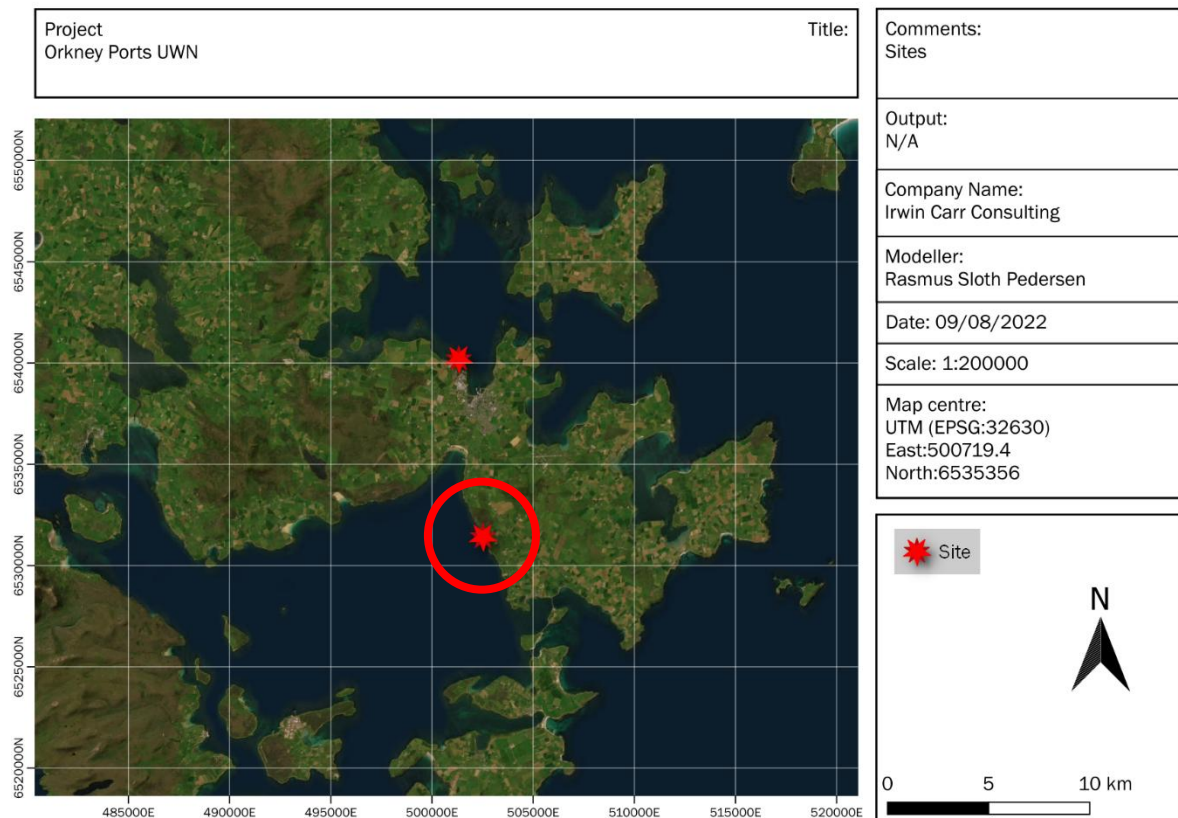 Project
Title:
Orkney Ports UWN
Comments:
Sites
Output:
N/A
Company Name:
Irwin Carr Consulting
Modeller:
Rasmus Sloth Pedersen
Date: 09/08/2022
Scale: 1:200000
Map centre:
UTM (EPSG:32630)
East:500719.4
North:6535356
6550000N
6545000N
6540000N
6535000N
6530000N
6525000N
6520000N
485000E
490000E
495000E
500000E
505000E
510000E
515000E
520000E
Site
N
0
5
10 km